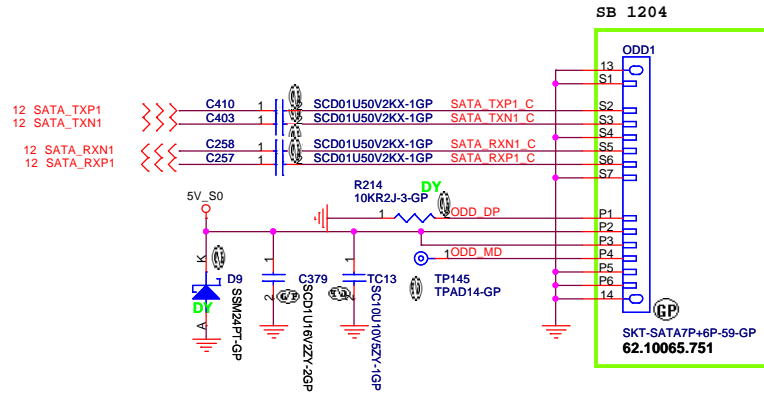 SB 1204
ODD1
13
S1
12 SATA_TXP1 C410 1 SCD01U50V2KX-1GP SATA_TXP1_C S2
12 SATA_TXN1 C403 1 SCD01U50V2KX-1GP SATA_TXN1_C S3
S4
12 SATA_RXN1 C258 1 SCD01U50V2KX-1GP SATA_RXN1_C S5
12 SATA_RXP1 C257 1 SCD01U50V2KX-1GP SATA_RXP1_C S6
S7
R214
10KR2J-3-GP
DY
5V_S0
1 ODD_DP P1
P2
P3
1 ODD_MD P4
TP145
TPAD14-GP
P5
P6
14
K
D9
DY
A
SSM24PT-GP
1
C379
2
SCD1U16V2ZY-2GP
1
TC13
2
SC10U10V5ZY-1GP
GP
SKT-SATA7P+6P-59-GP
62.10065.751